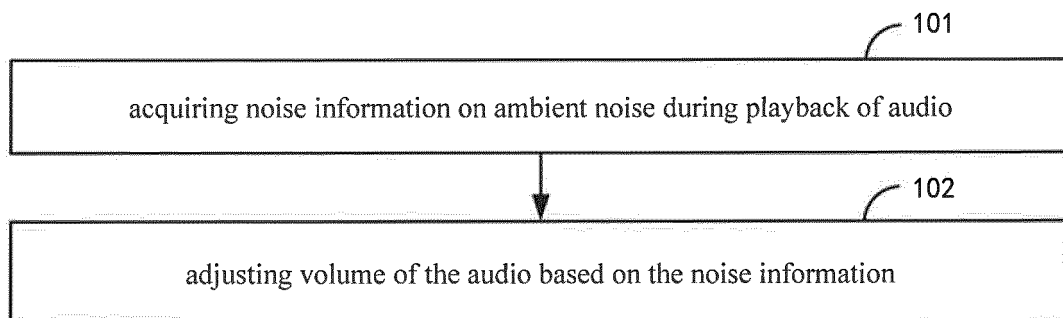 101
acquiring noise information on ambient noise during playback of audio
102
adjusting volume of the audio based on the noise information